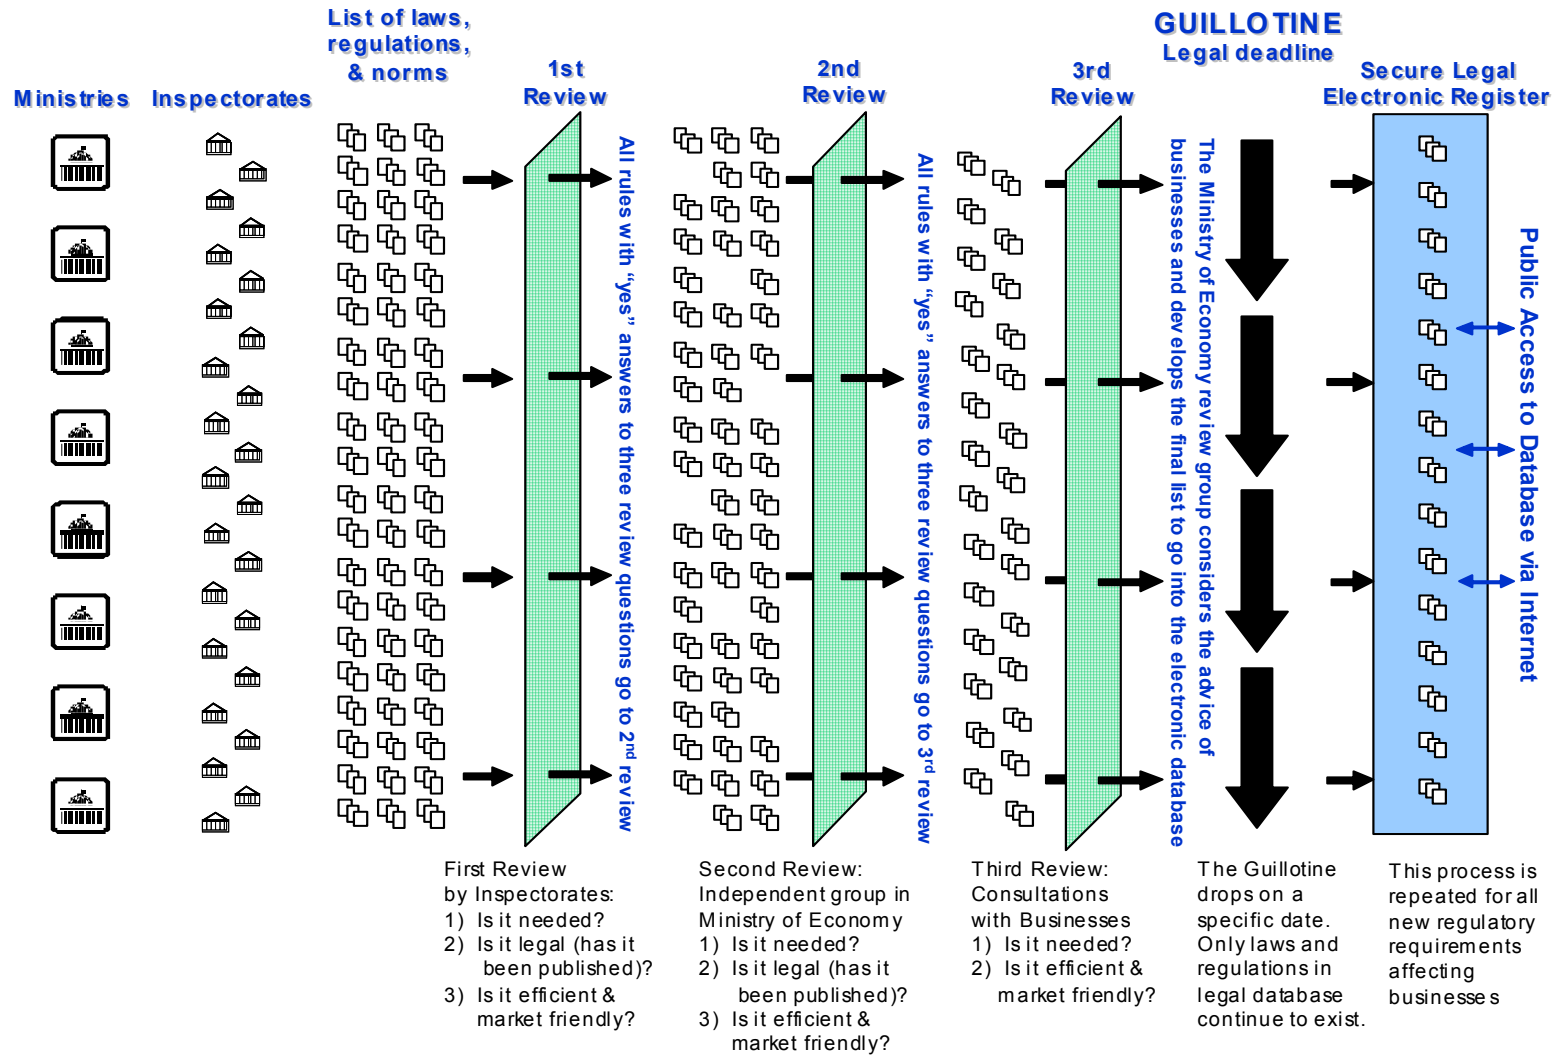 List of laws,
regulations,
& norms
GUILLOTINE
Legal deadline
Ministries
Inspectorates
1st
Review
2nd
Review
3rd
Review
Secure Legal
Electronic Register
All rules with “yes” answers to three review questions go to 2nd review
All rules with “yes” answers to three review questions go to 3rd review
The Ministry of Economy review group considers the advice of
businesses and develops the final list to go into the electronic database
Public Access to Database via Internet
First Review
by Inspectorates:
1) Is it needed?
2) Is it legal (has it
been published)?
3) Is it efficient &
market friendly?
Second Review:
Independent group in
Ministry of Economy
1) Is it needed?
2) Is it legal (has it
been published)?
3) Is it efficient &
market friendly?
Third Review:
Consultations
with Businesses
1) Is it needed?
2) Is it efficient &
market friendly?
The Guillotine
drops on a
specific date.
Only laws and
regulations in
legal database
continue to exist.
This process is
repeated for all
new regulatory
requirements
affecting
businesses